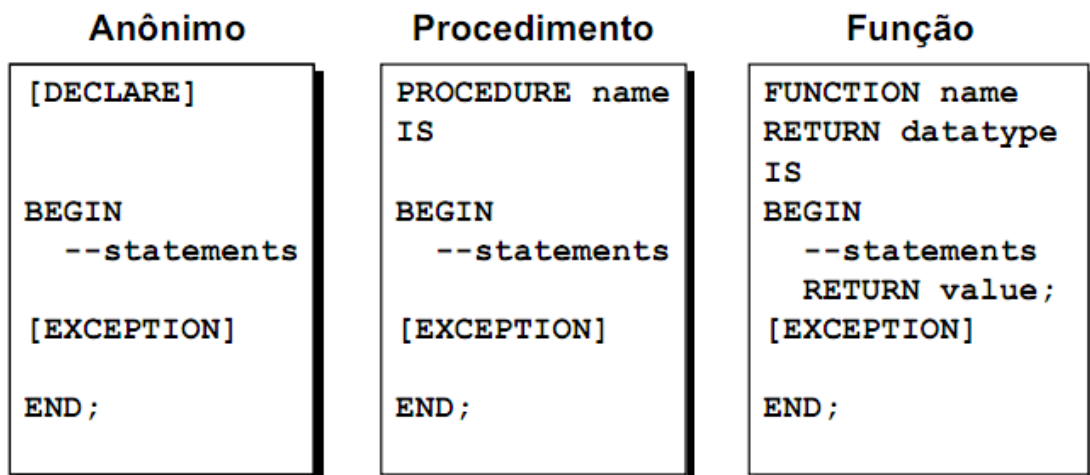 Anônimo
[DECLARE]
BEGIN
--statements
[EXCEPTION]
END;
Procedimento
PROCEDURE name
IS
BEGIN
--statements
[EXCEPTION]
END;
Função
FUNCTION name
RETURN datatype
IS
BEGIN
--statements
RETURN value;
[EXCEPTION]
END;